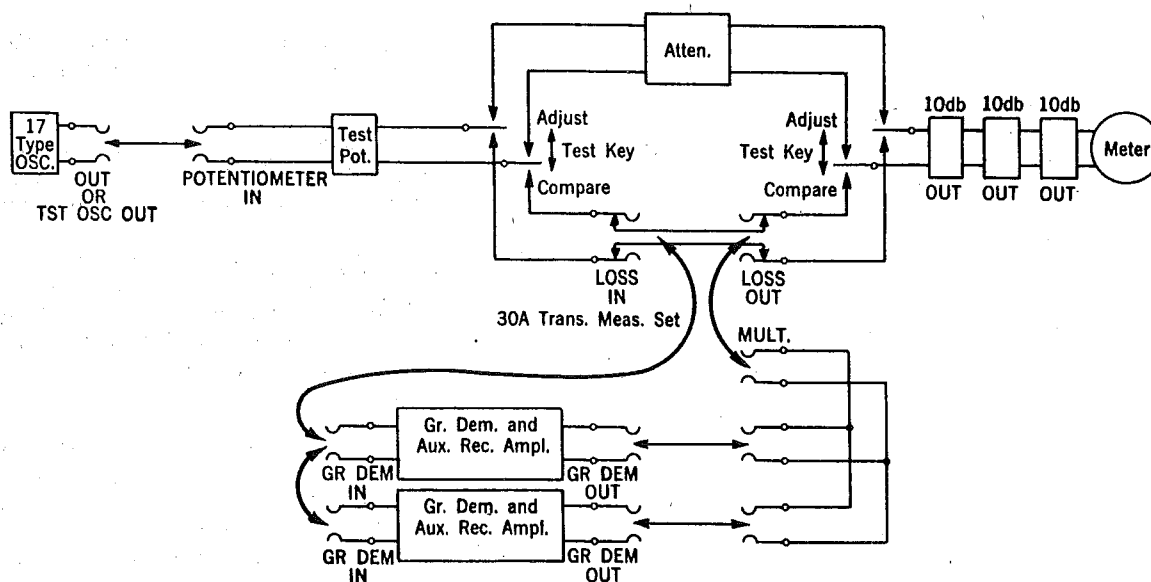 17
Type
OSC.
OUT
OR
TST OSC OUT
POTENTIOMETER
IN
Test
Pot.
Adjust
Test Key
Compare
Atten.
Adjust
Test Key
Compare
10db
10db
10db
OUT
OUT
OUT
Meter
LOSS
IN
LOSS
OUT
30A Trans. Meas. Set
MULT.
Gr. Dem. and
Aux. Rec. Ampl.
GR DEM
IN
GR DEM
OUT
Gr. Dem. and
Aux. Rec. Ampl.
GR DEM
IN
GR DEM
OUT